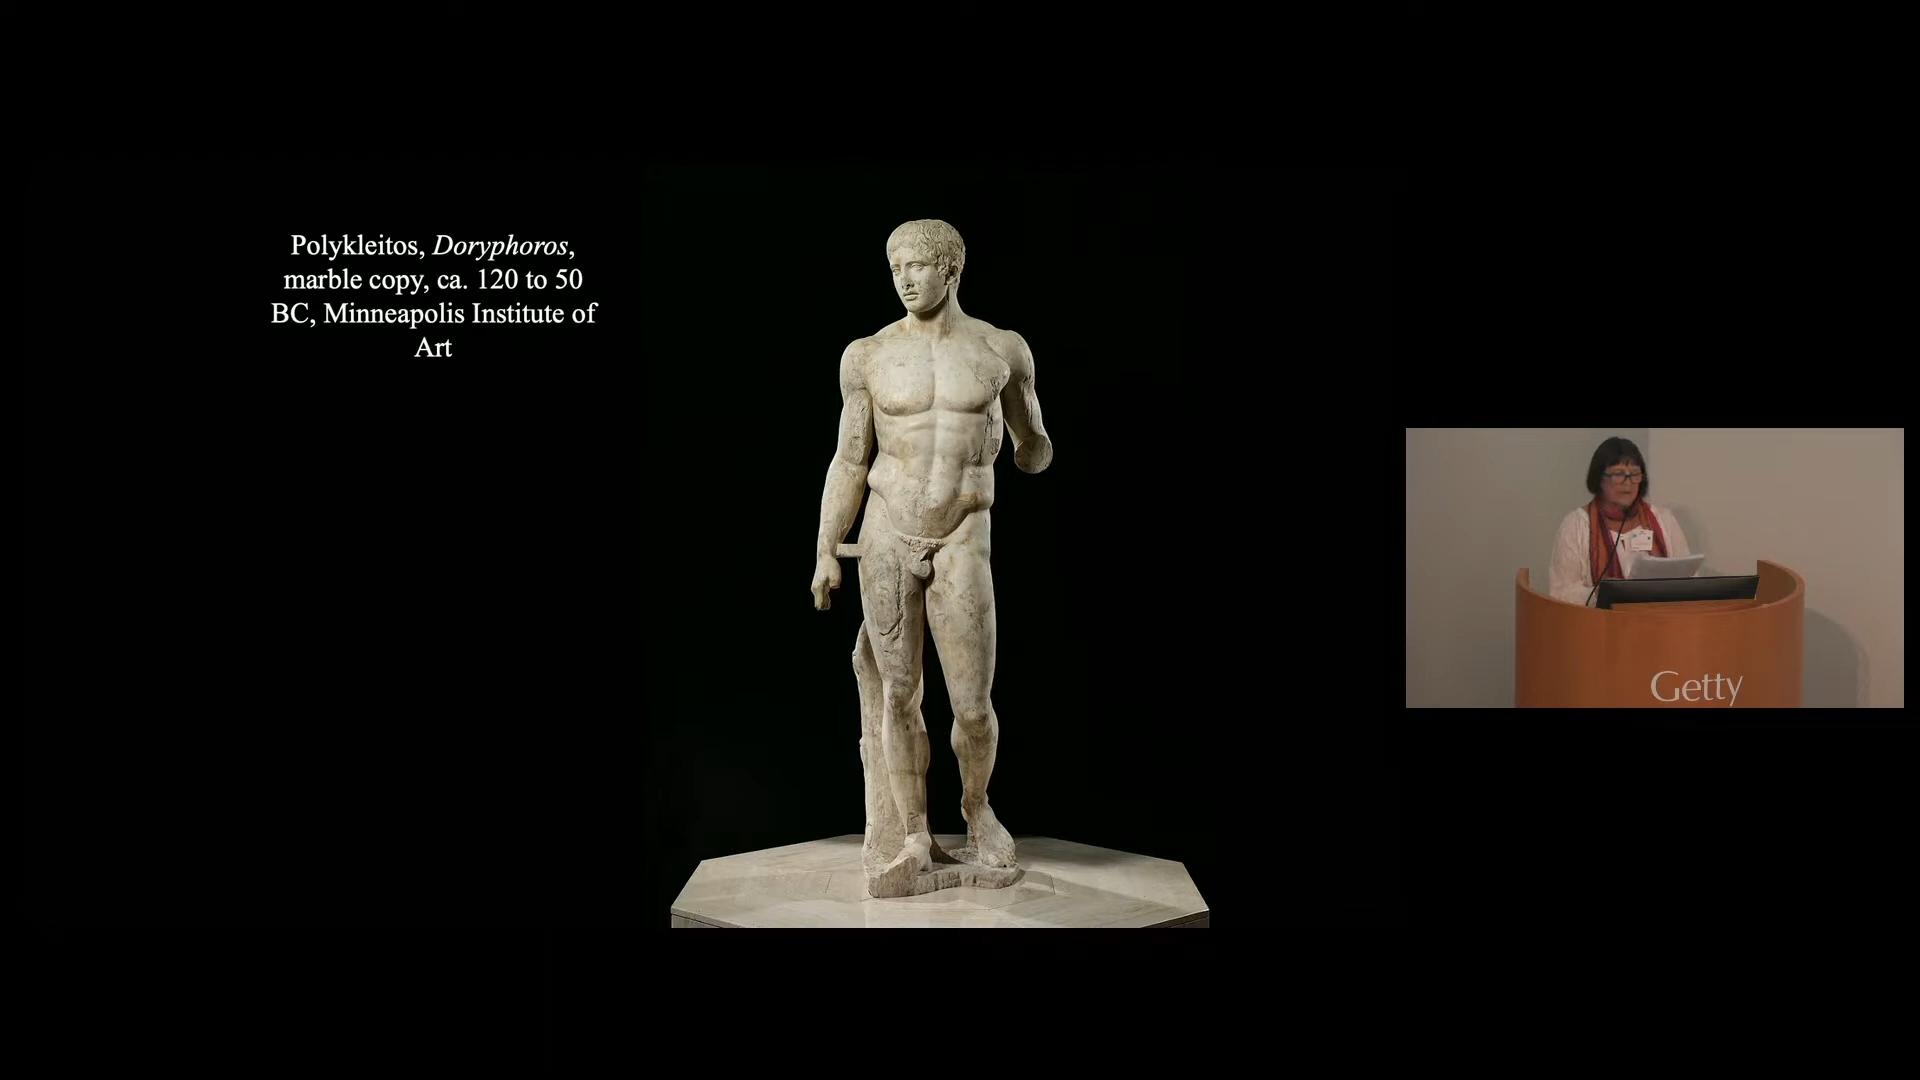 Polykleitos, Doryphoros,
marble copy, ca. 120 to 50
BC, Minneapolis Institute of
Art
Getty